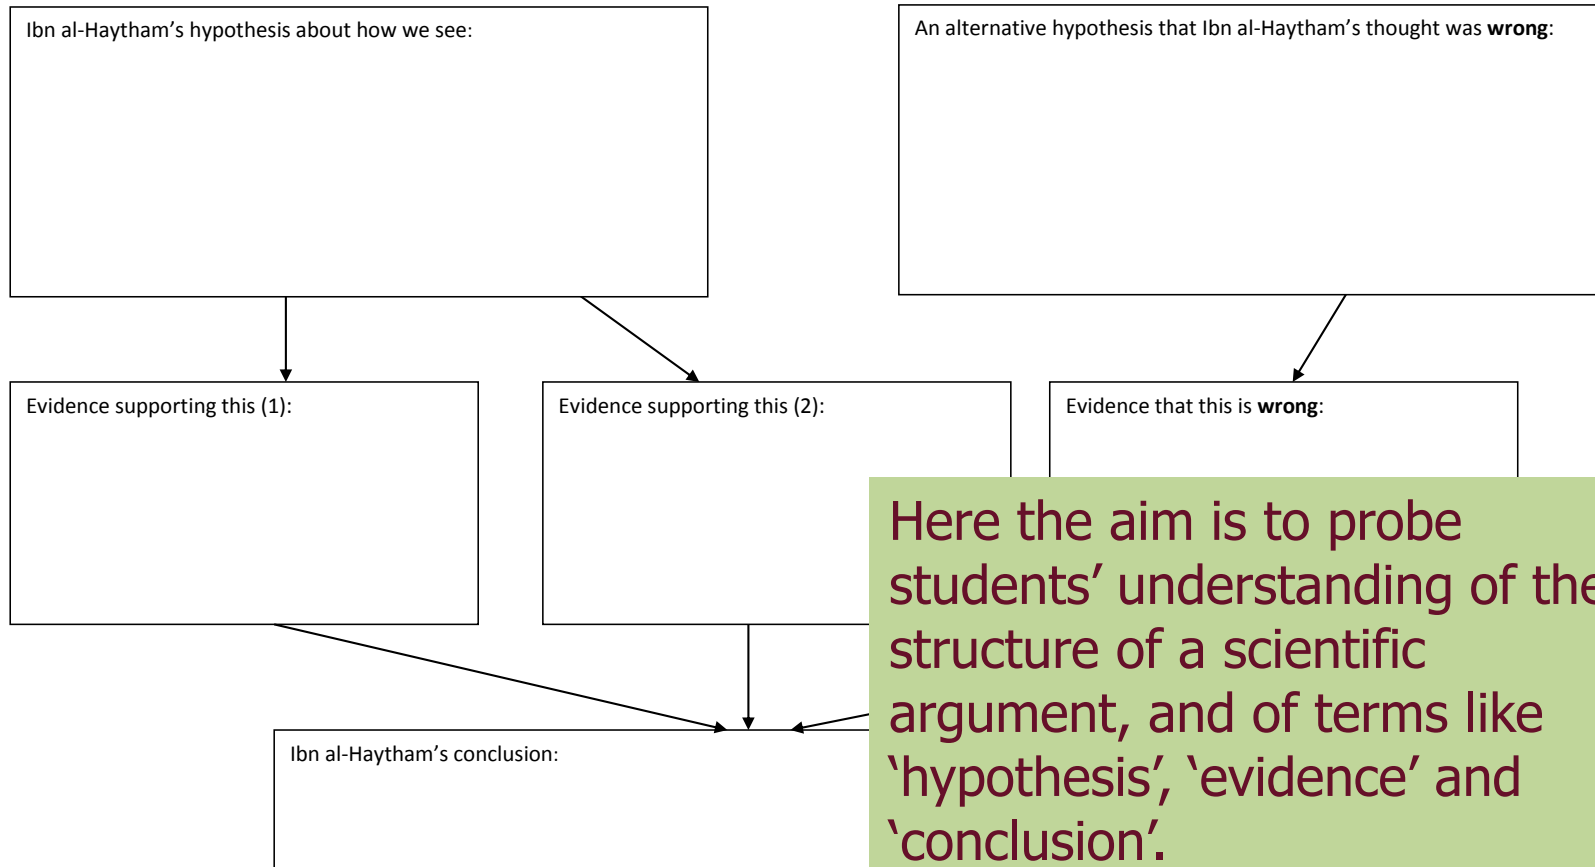 Ibn al-Haytham’s hypothesis about how we see:
An alternative hypothesis that Ibn al-Haytham’s thought was wrong:
Evidence supporting this (1):
Evidence supporting this (2):
Evidence that this is wrong:
Here the aim is to probe
students’ understanding of the
structure of a scientific
argument, and of terms like
‘hypothesis’, ‘evidence’ and
‘conclusion’.
Ibn al-Haytham’s conclusion: